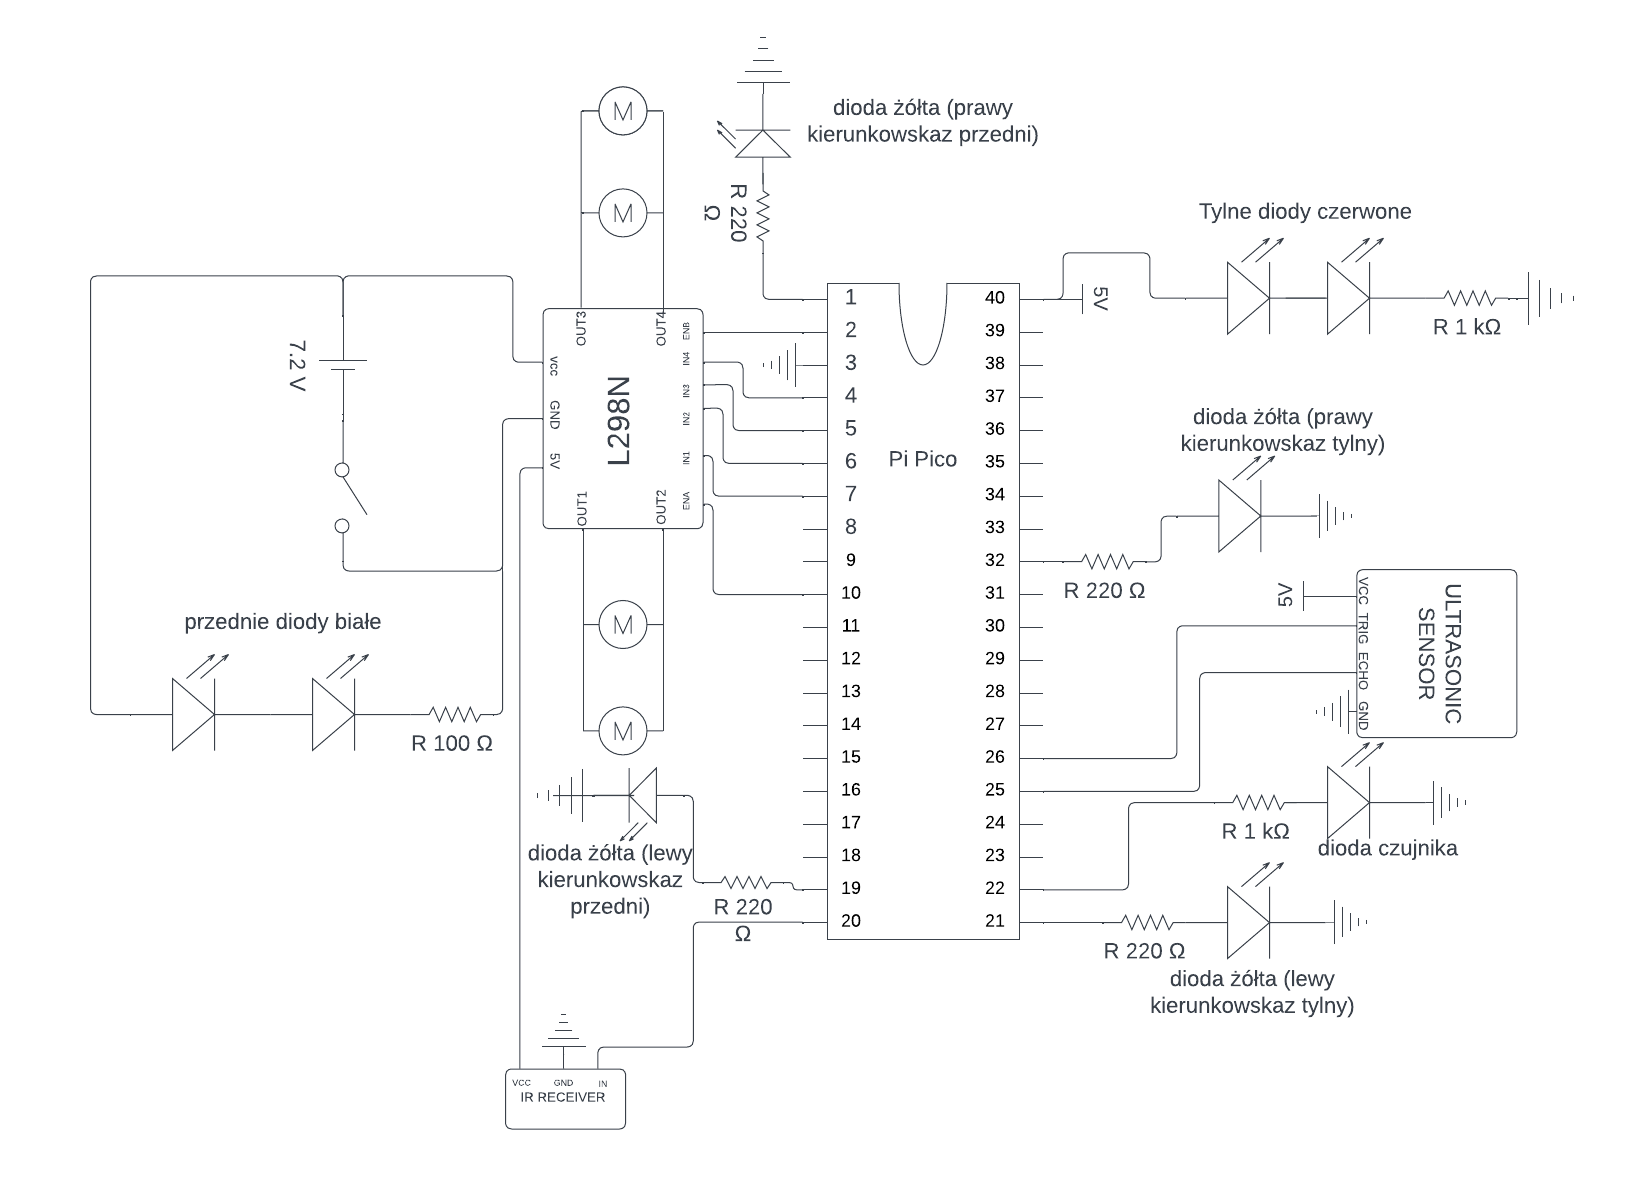 M
M
dioda żółta (prawy
kierunkowskaz przedni)
R 220
Ω
Tylne diody czerwone
5V
R 1 kΩ
7.2 V
L298N
OUT3
OUT4
vcc
GND
5V
OUT1
OUT2
ENB
IN4
IN3
IN2
IN1
ENA
Pi Pico
1
2
3
4
5
6
7
8
9
10
11
12
13
14
15
16
17
18
19
20
40
39
38
37
36
35
34
33
32
31
30
29
28
27
26
25
24
23
22
21
dioda żółta (prawy
kierunkowskaz tylny)
R 220 Ω
5V
VCC
TRIG
ECHO
GND
ULTRASONIC
SENSOR
przednie diody białe
R 100 Ω
M
M
dioda żółta (lewy
kierunkowskaz
przedni)
R 220
Ω
R 1 kΩ
dioda czujnika
R 220 Ω
dioda żółta (lewy
kierunkowskaz tylny)
VCC
GND
IN
IR RECEIVER